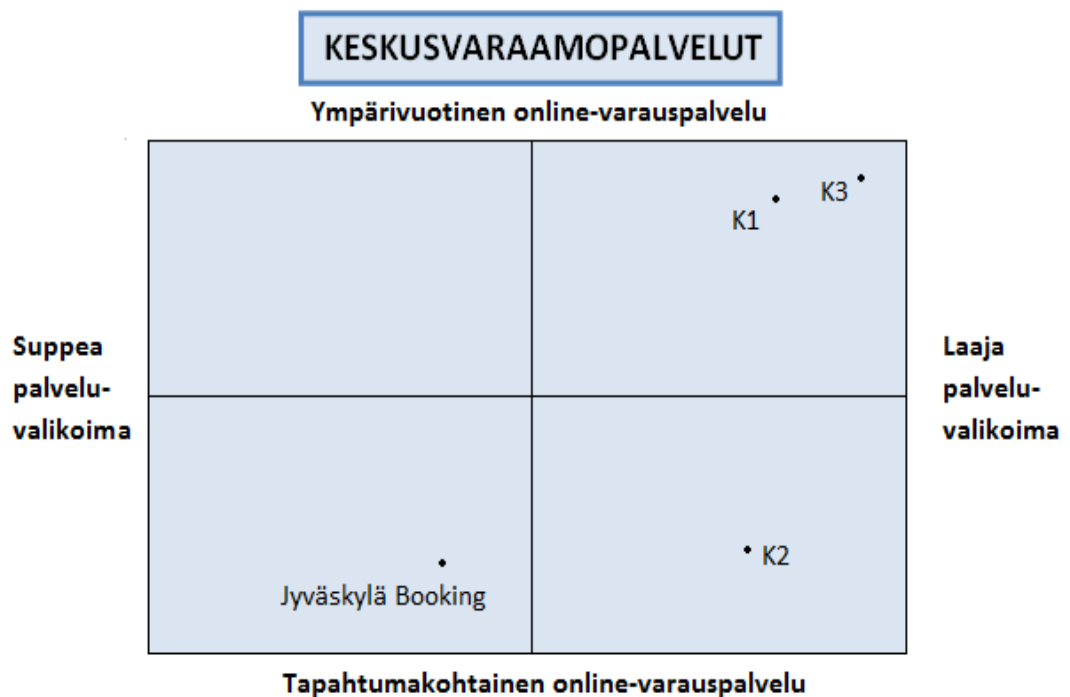 KESKUSVARAAMOPALVELUT
Ympärivuotinen online-varauspalvelu
K3
K1
Suppea
palvelu-
valikoima
Laaja
palvelu-
valikoima
K2
Jyväskylä Booking
Tapahtumakohtainen online-varauspalvelu